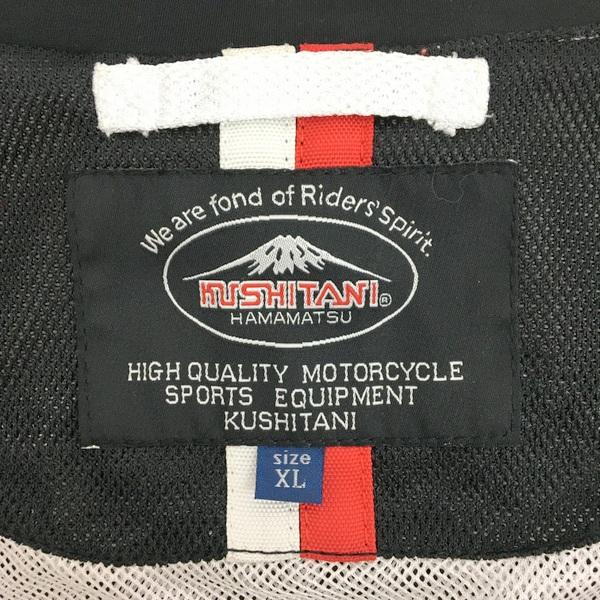 We are fond of Riders' Spirit.
KUSHITANI®
HAMAMATSU
HIGH QUALITY MOTORCYCLE
SPORTS EQUIPMENT
KUSHITANI
size
XL